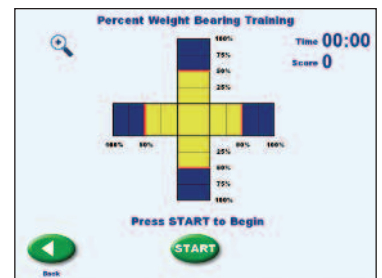 Percent Weight Bearing Training
100%
Time 00:00
75%
Score 0
50%
25%
100% 50% 50% 100%
25%
50%
75%
100%
Press START to Begin
START
Back